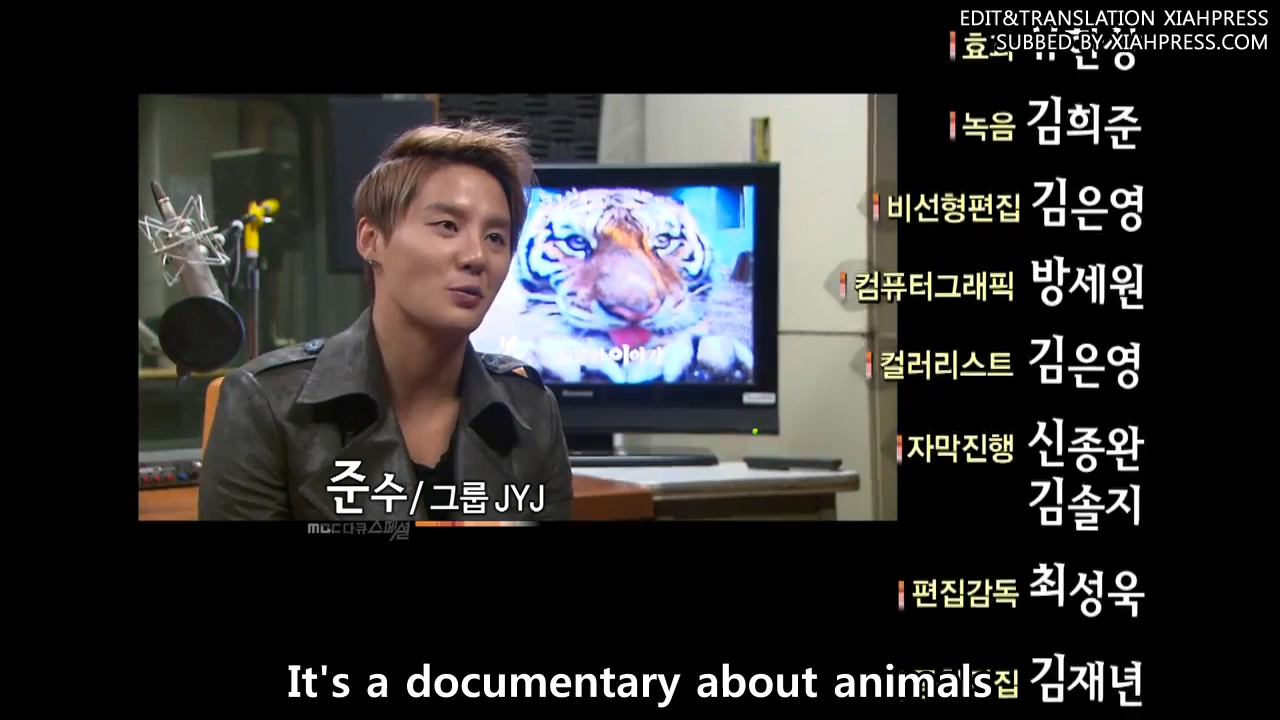 EDIT&TRANSLATION XIAHPRESS
SUBBED BY XIAHPRESS.COM
녹음 김희준
비선형편집 김은영
컴퓨터그래픽 방세원
컬러리스트 김은영
자막진행 신종완
김솔지
편집감독 최성욱
김재년
이야기
준수/ 그룹 JYJ
MBC 다큐스페셜
It's a documentary about animals